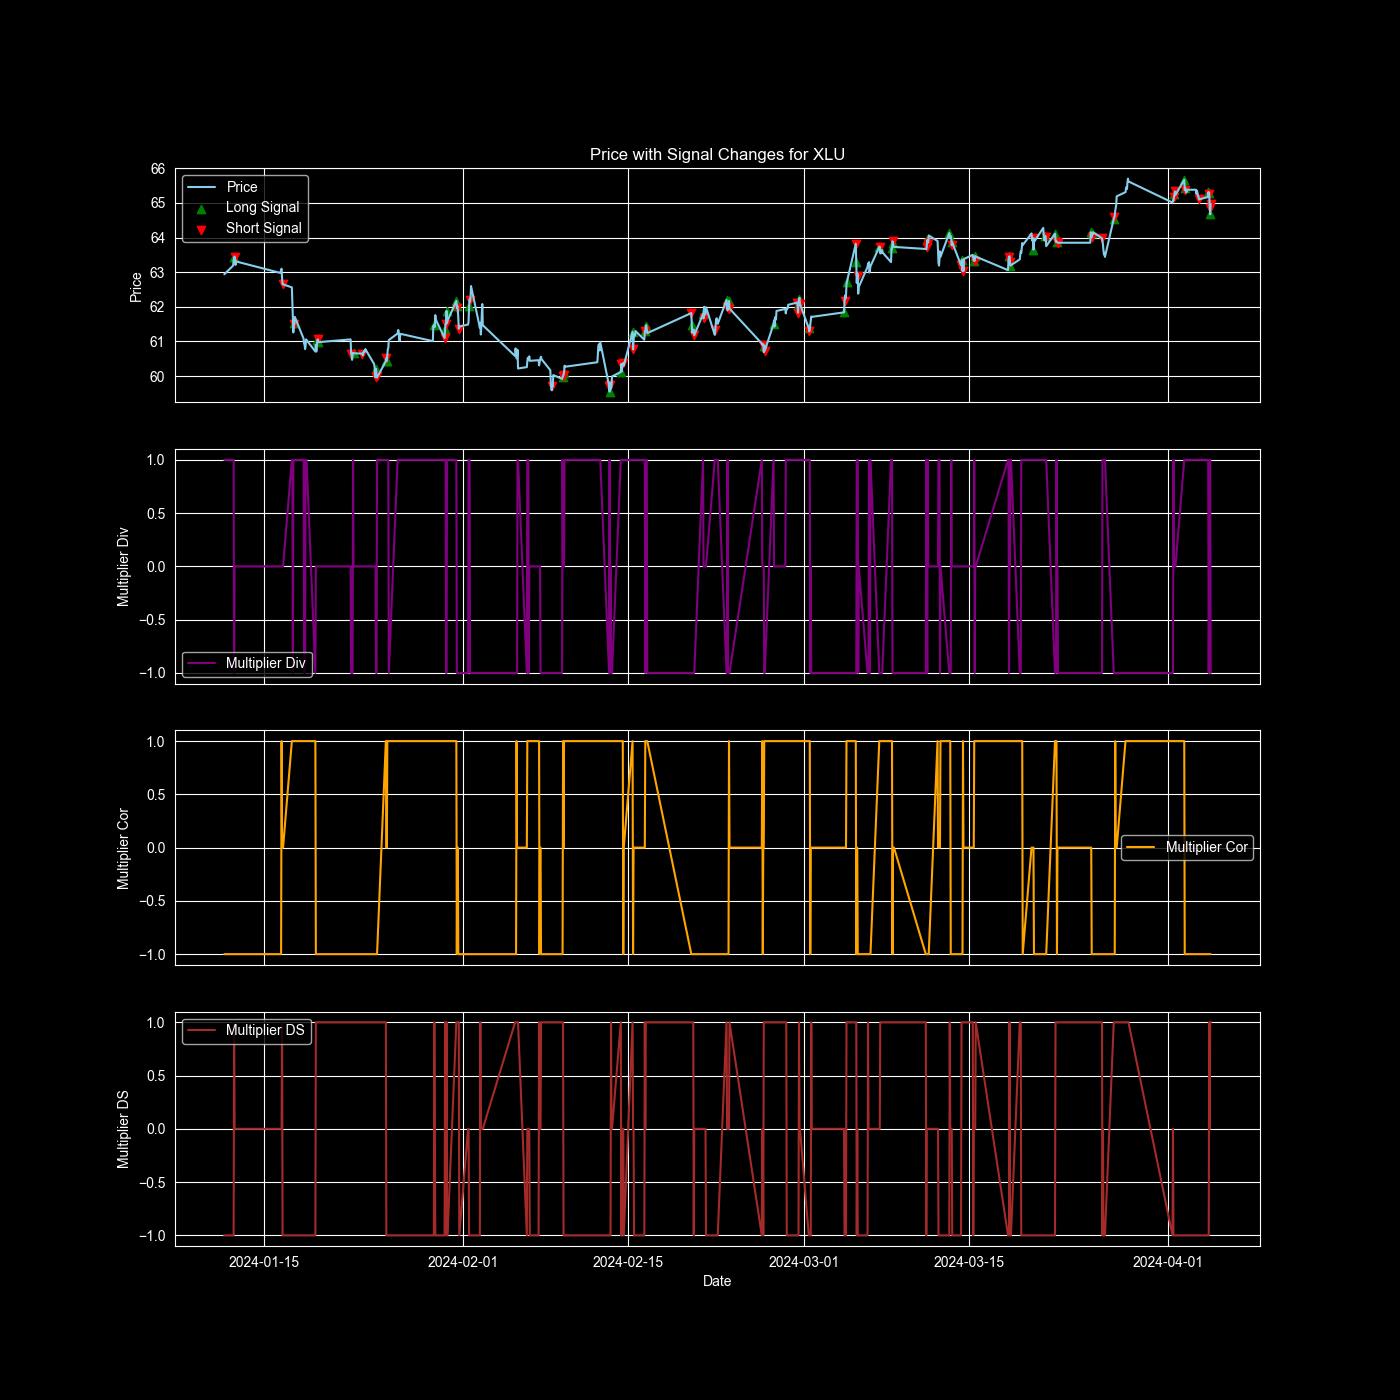 Price with Signal Changes for XLU
66
65
64
63
62
61
60
Price
Price
Long Signal
Short Signal
1.0
0.5
0.0
−0.5
−1.0
Multiplier Div
Multiplier Div
1.0
0.5
0.0
−0.5
−1.0
Multiplier Cor
Multiplier Cor
1.0
0.5
0.0
−0.5
−1.0
Multiplier DS
Multiplier DS
2024-01-15 2024-02-01 2024-02-15 2024-03-01 2024-03-15 2024-04-01
Date